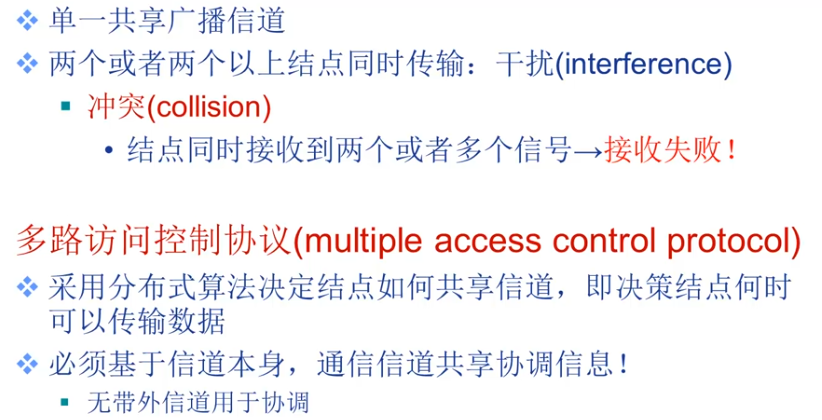 单一共享广播信道
两个或者两个以上结点同时传输：干扰(interference)
冲突(collision)
结点同时接收到两个或者多个信号→接收失败！
多路访问控制协议(multiple access control protocol)
采用分布式算法决定结点如何共享信道，即决策结点何时
可以传输数据
必须基于信道本身，通信信道共享协调信息！
无带外信道用于协调